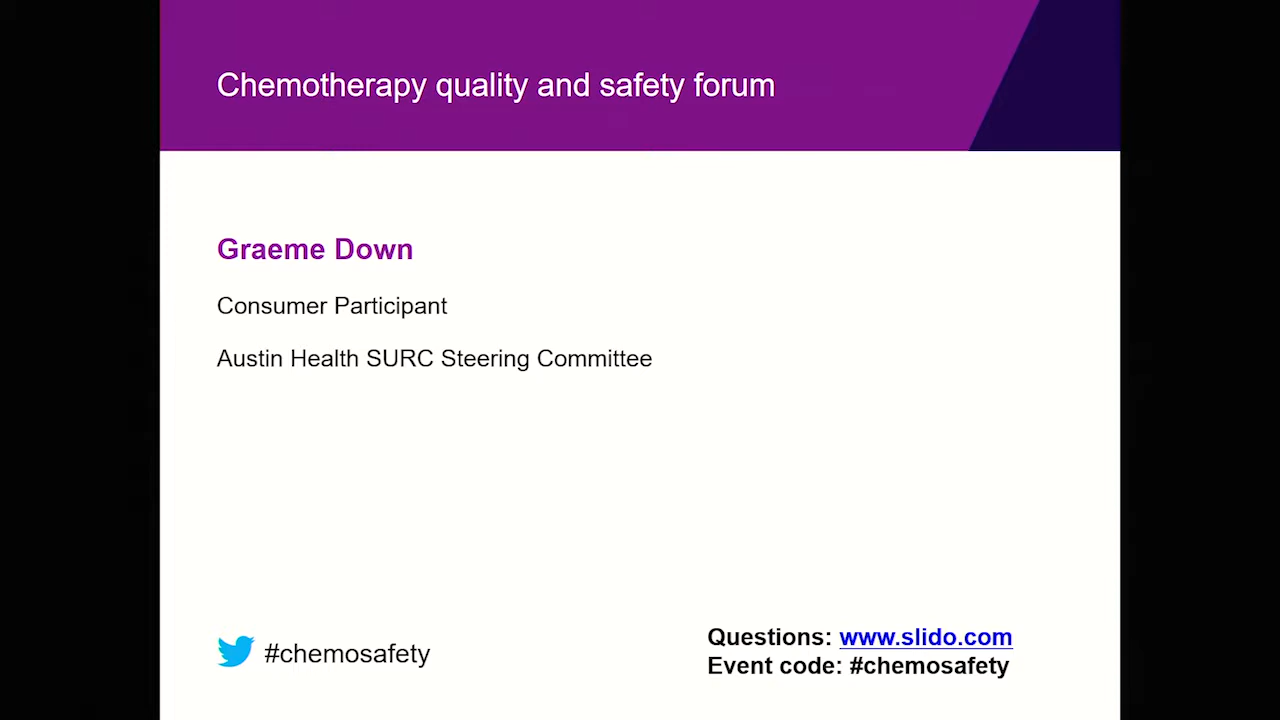 Chemotherapy quality and safety forum
Graeme Down
Consumer Participant
Austin Health SURC Steering Committee
#chemosafety
Questions: www.slido.com
Event code: #chemosafety